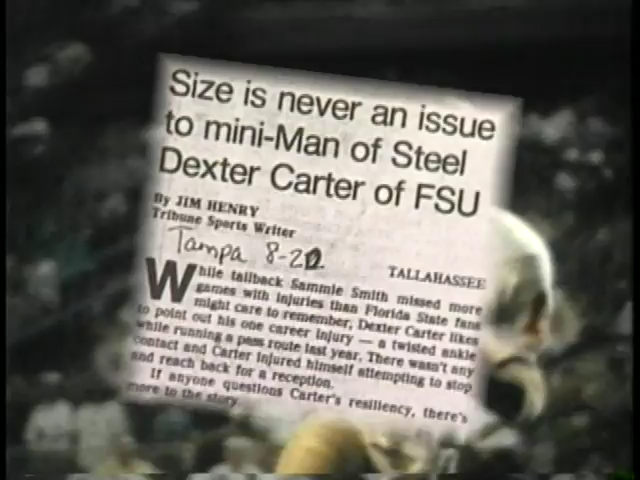 Size is never an issue
to mini-Man of Steel
Dexter Carter of FSU
By JIM HENRY
Tribune Sports Writer
Tampa 8-22
TALLAHASSEE
While tailback Sammie Smith missed more
games with injuries than Florida State fans
might care to remember, Dexter Carter likes
to point out his one career injury — a twisted ankle
while running a pass route last year. There wasn't any
contact and Carter injured himself attempting to stop
and reach back for a reception.
If anyone questions Carter's resiliency, there's
more to the story